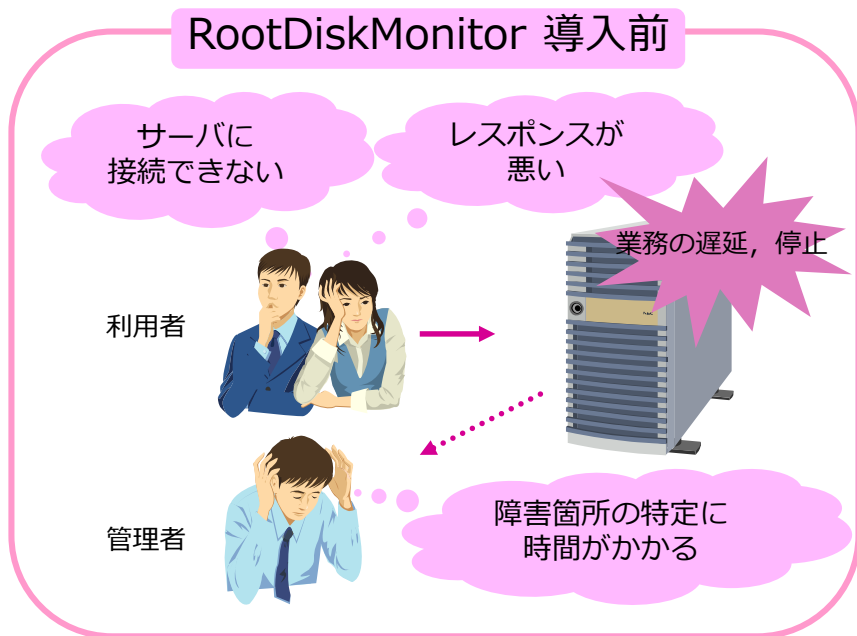 RootDiskMonitor 導入前
サーバに
接続できない
レスポンスが
悪い
業務の遅延，停止
利用者
管理者
障害箇所の特定に
時間がかかる